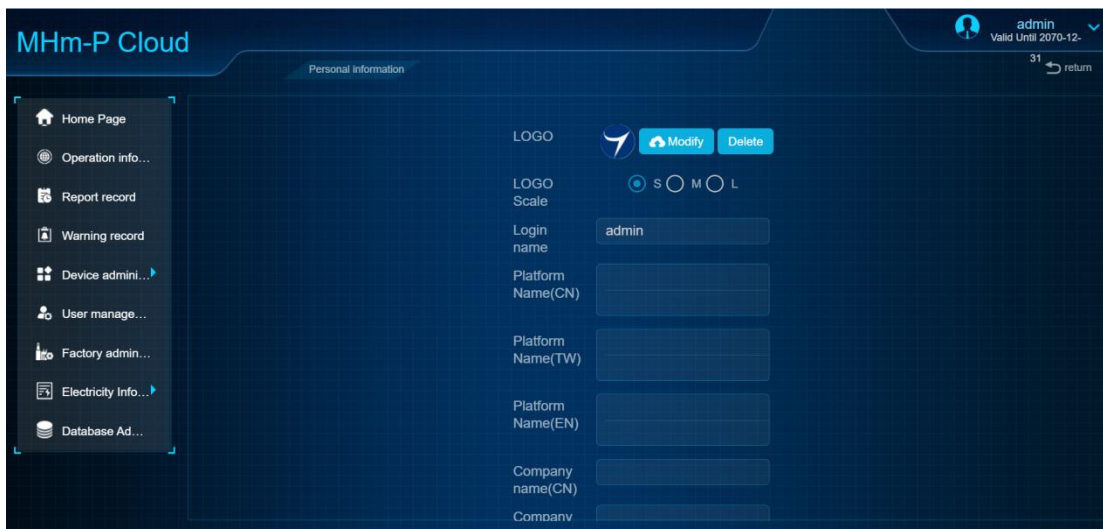 MHm-P Cloud
admin
Valid Until 2070-12-
31
return
Personal information
Home Page
Operation info...
Report record
Warning record
Device admini...
User manage...
Factory admin...
Electricity Info...
Database Ad...
LOGO
Modify
Delete
LOGO
Scale
S M L
Login
name
admin
Platform
Name(CN)
Platform
Name(TW)
Platform
Name(EN)
Company
name(CN)
Company